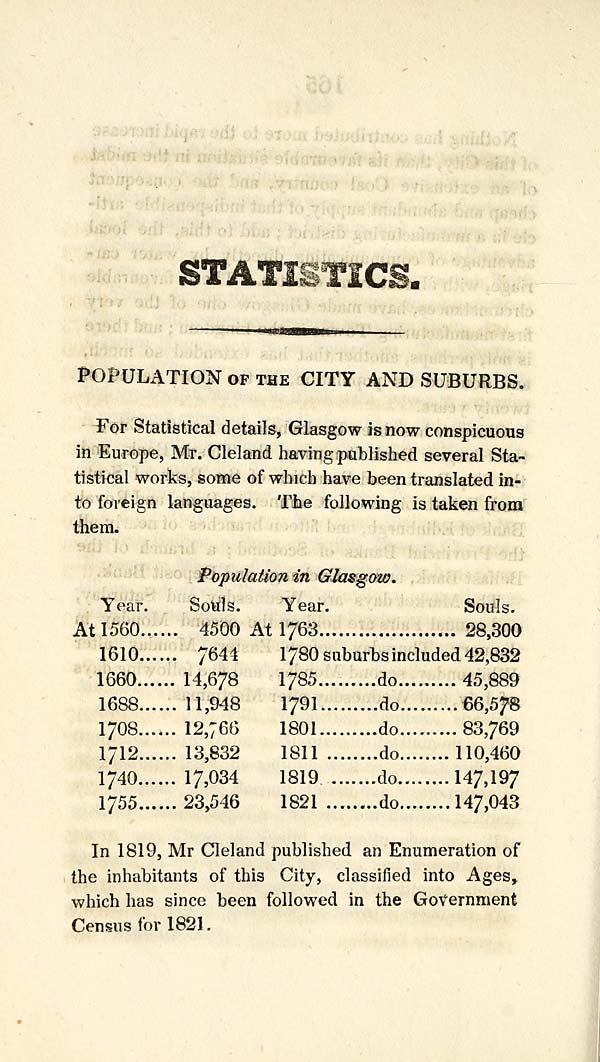 STATISTICS.
POPULATION OF THE CITY AND SUBURBS.
For Statistical details, Glasgow is now conspicuous
in Europe, Mr. Cleland having published several Sta-
tistical works, some of which have been translated in-
to foreign languages. The following is taken from
them.
Population in Glasgow.
Year. Souls. Year. Souls.
At 1560...... 4500 At 1763...................... 28,300
1610...... 7644 1780 suburbs included 42,832
1660...... 14,678 1785.........do......... 45,889
1688...... 11,948 1791.........do......... 66,578
1708...... 12,766 1801.........do......... 83,769
1712...... 13,832 1811 ........do........ 110,460
1740...... 17,034 1819. .......do........ 147,197
1755...... 23,546 1821 ........do........ 147,043
In 1819, Mr Cleland published an Enumeration of
the inhabitants of this City, classified into Ages,
which has since been followed in the Government
Census for 1821.